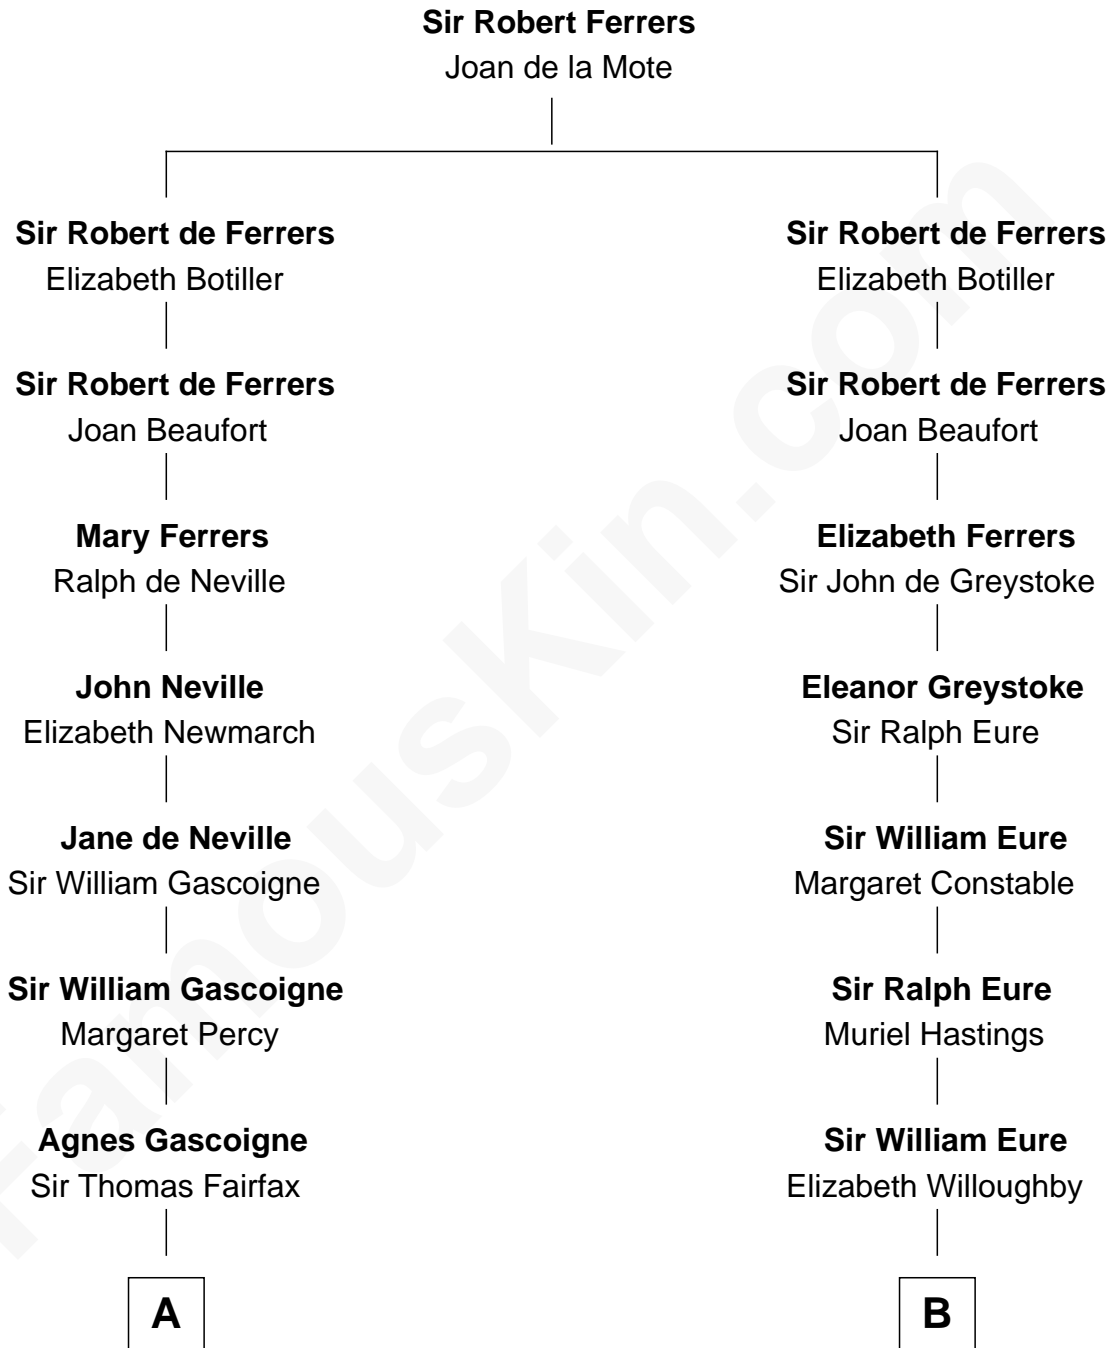 Sir Robert Ferrers
Joan de la Mote
Sir Robert de Ferrers
Elizabeth Botiller
Sir Robert de Ferrers
Elizabeth Botiller
Sir Robert de Ferrers
Joan Beaufort
Sir Robert de Ferrers
Joan Beaufort
Mary Ferrers
Ralph de Neville
Elizabeth Ferrers
Sir John de Greystoke
John Neville
Elizabeth Newmarch
Eleanor Greystoke
Sir Ralph Eure
Jane de Neville
Sir William Gascoigne
Sir William Eure
Margaret Constable
Sir William Gascoigne
Margaret Percy
Sir Ralph Eure
Muriel Hastings
Agnes Gascoigne
Sir Thomas Fairfax
Sir William Eure
Elizabeth Willoughby
A
B
FamousKin.com